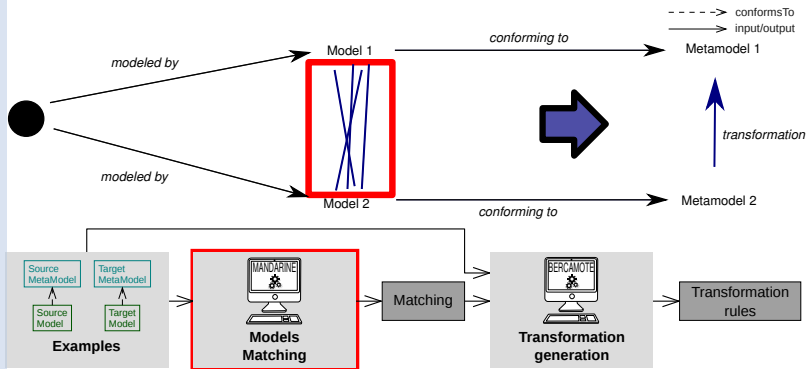 conformsTo
input/output
Model 1
conforming to
Metamodel 1
modeled by
transformation
modeled by
Model 2
conforming to
Metamodel 2
Source
MetaModel
Target
MetaModel
Source
Model
Target
Model
Examples
MANDARINE
Models
Matching
Matching
BERCAMOTE
Transformation
generation
Transformation
rules